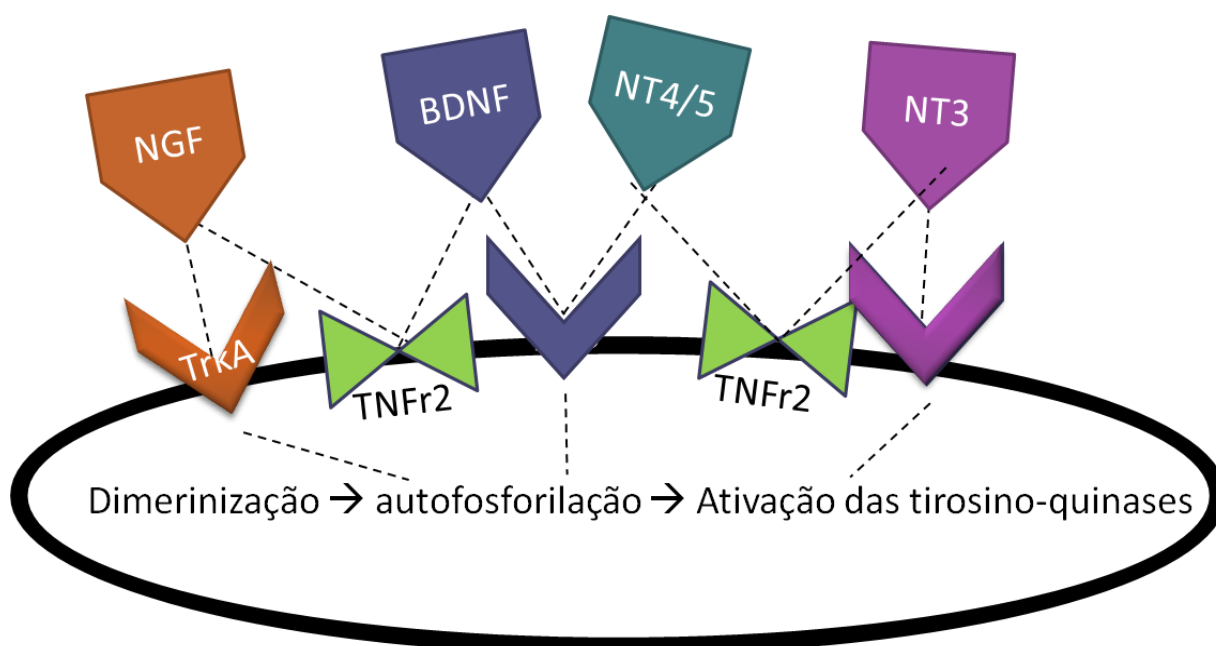 NGF
BDNF
NT4/5
NT3
TrkA
TNFr2
TNFr2
Dimerinização → autofosforilação → Ativação das tirosino-quinases